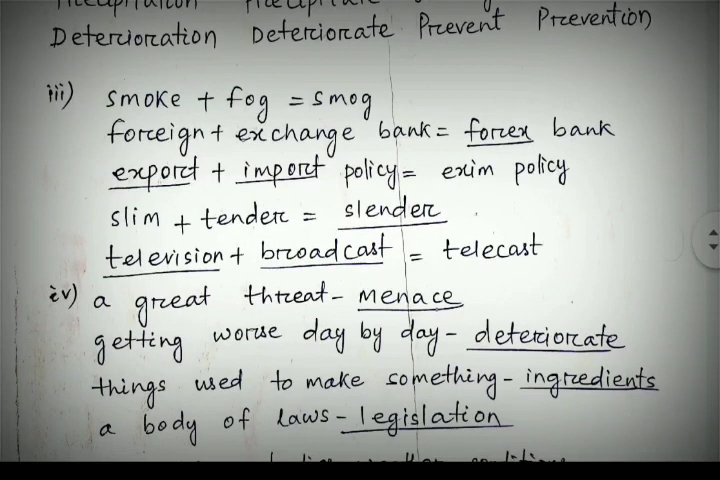 Deterioration Deteriorate Prevent Prevention
iii) smoke + fog = smog
foreign + exchange bank = forex bank
export + import policy = exim policy
slim + tender = slender
television + broadcast = telecast
iv) a great threat - menace
getting worse day by day - deteriorate
things used to make something - ingredients
a body of laws - legislation